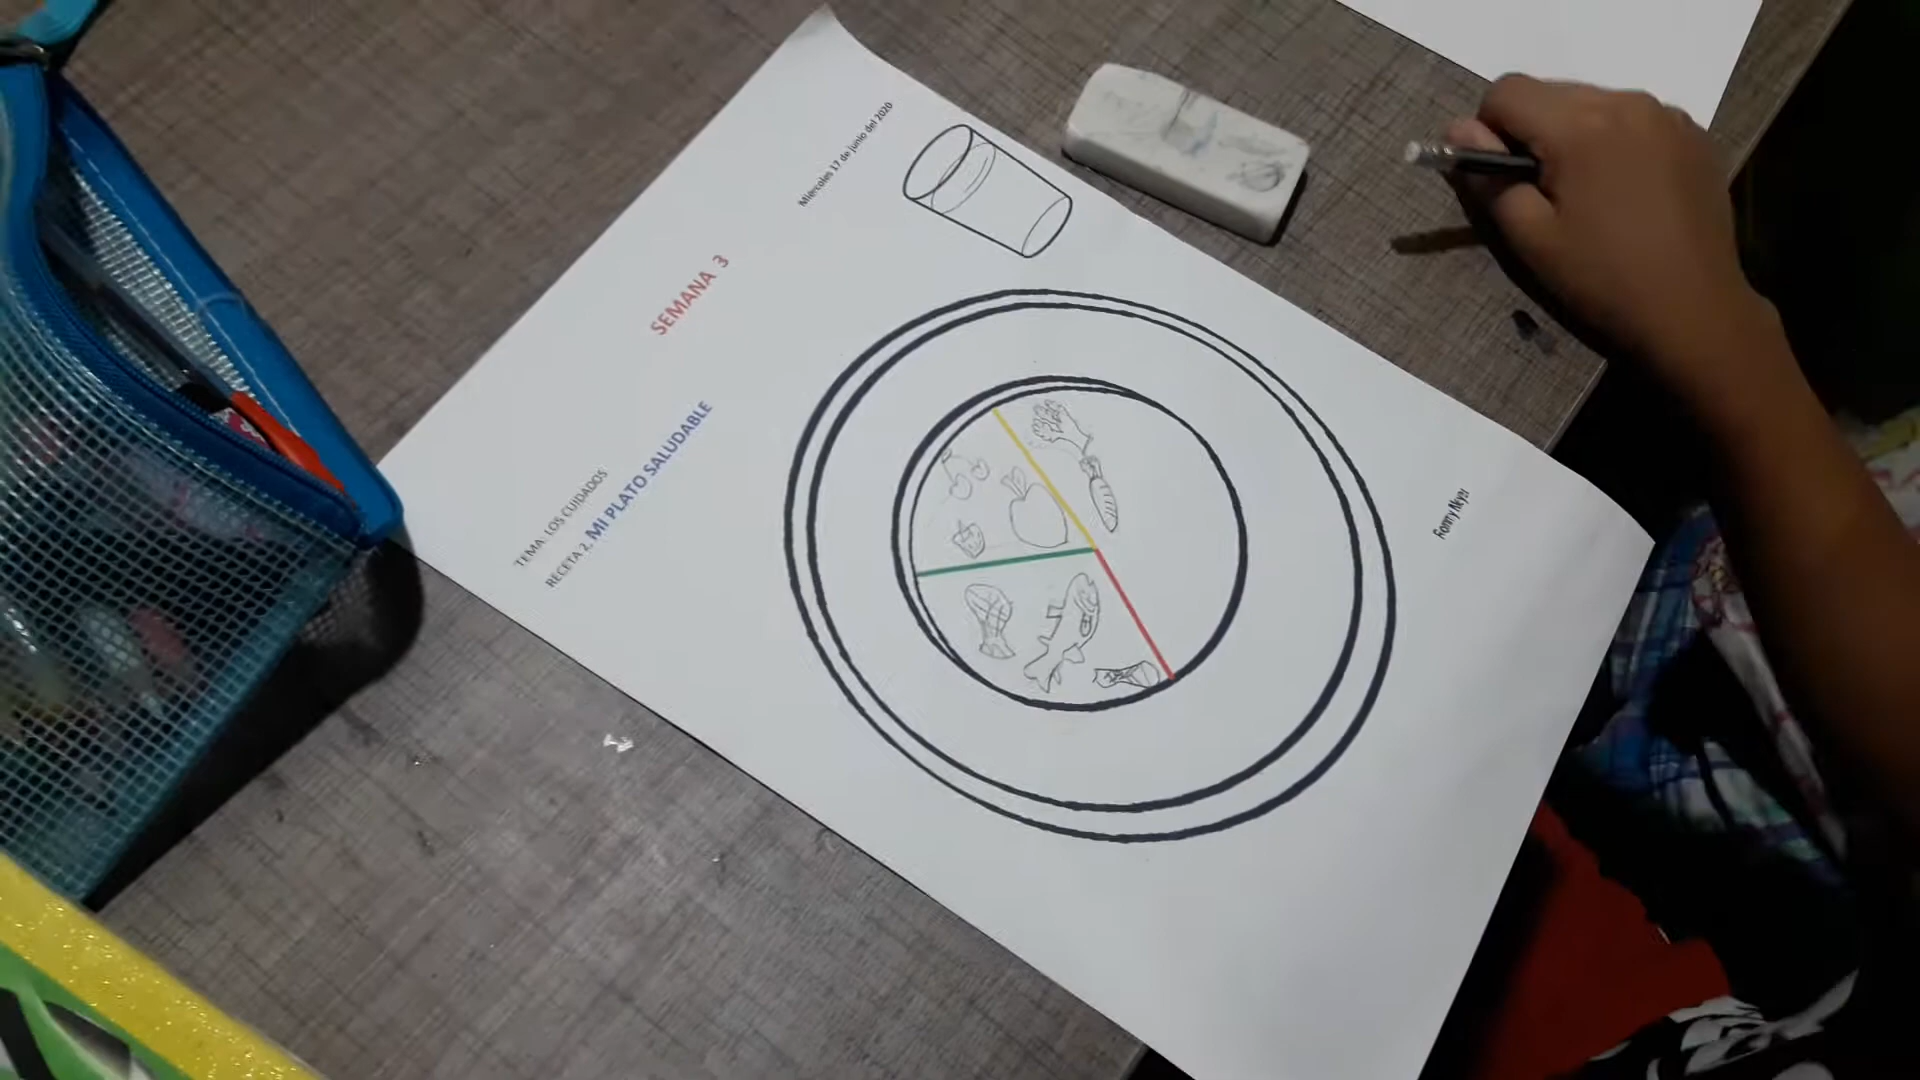 Miércoles 17 de junio del 2020
SEMANA 3
TEMA: LOS CUIDADOS
RECETA 2. MI PLATO SALUDABLE